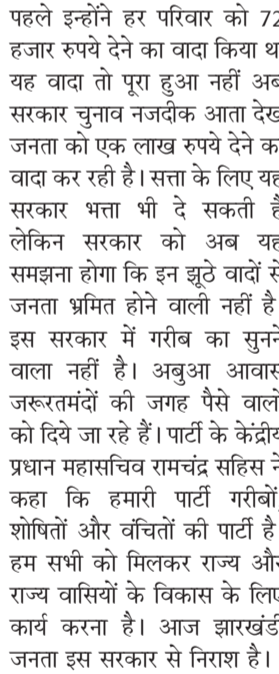 पहले इन्होंने हर परिवार को 72
हजार रुपये देने का वादा किया थ
यह वादा तो पूरा हुआ नहीं अब
सरकार चुनाव नजदीक आता देख
जनता को एक लाख रुपये देने क
वादा कर रही है। सत्ता के लिए यह
सरकार भत्ता भी दे सकती है
लेकिन सरकार को अब यह
समझना होगा कि इन झूठे वादों से
जनता भ्रमित होने वाली नहीं है
इस सरकार में गरीब का सुनने
वाला नहीं है। अबुआ आवास
जरूरतमंदों की जगह पैसे वालों
को दिये जा रहे हैं। पार्टी के केंद्रीय
प्रधान महासचिव रामचंद्र सहिस ने
कहा कि हमारी पार्टी गरीबों
शोषितों और वंचितों की पार्टी है
हम सभी को मिलकर राज्य और
राज्य वासियों के विकास के लिए
कार्य करना है। आज झारखंडी
जनता इस सरकार से निराश है।